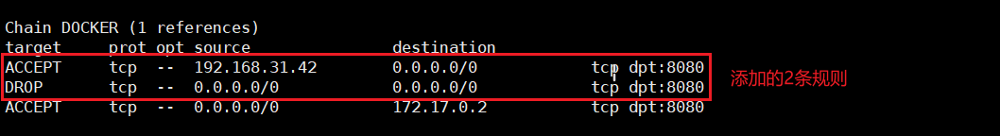 Chain DOCKER (1 references)
target prot opt source destination
ACCEPT tcp -- 192.168.31.42 0.0.0.0/0 tcp dpt:8080
DROP tcp -- 0.0.0.0/0 0.0.0.0/0 tcp dpt:8080
添加的2条规则
ACCEPT tcp -- 0.0.0.0/0 172.17.0.2 tcp dpt:8080